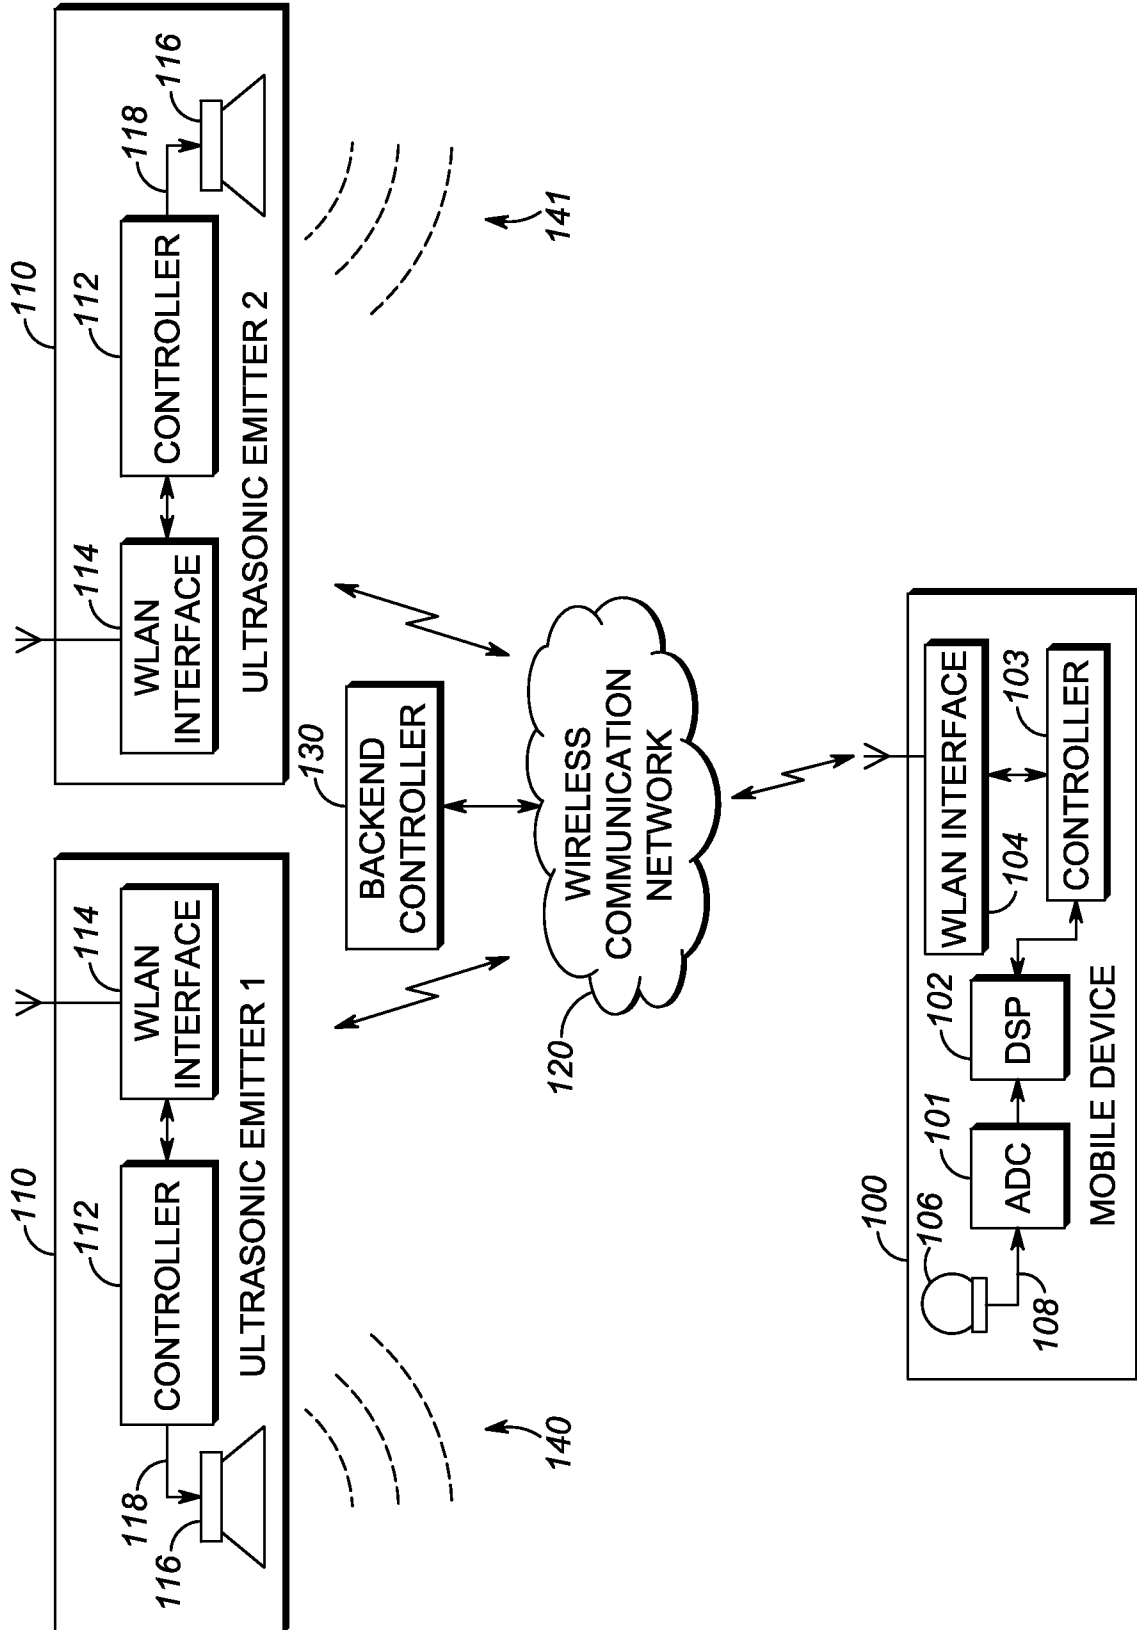 110
118
116
112
CONTROLLER
114
WLAN
INTERFACE
ULTRASONIC EMITTER 1
110
114
WLAN
INTERFACE
112
CONTROLLER
118
116
ULTRASONIC EMITTER 2
140
141
130
BACKEND
CONTROLLER
120
WIRELESS
COMMUNICATION
NETWORK
100
106
108
101
ADC
102
DSP
104
WLAN INTERFACE
103
CONTROLLER
MOBILE DEVICE